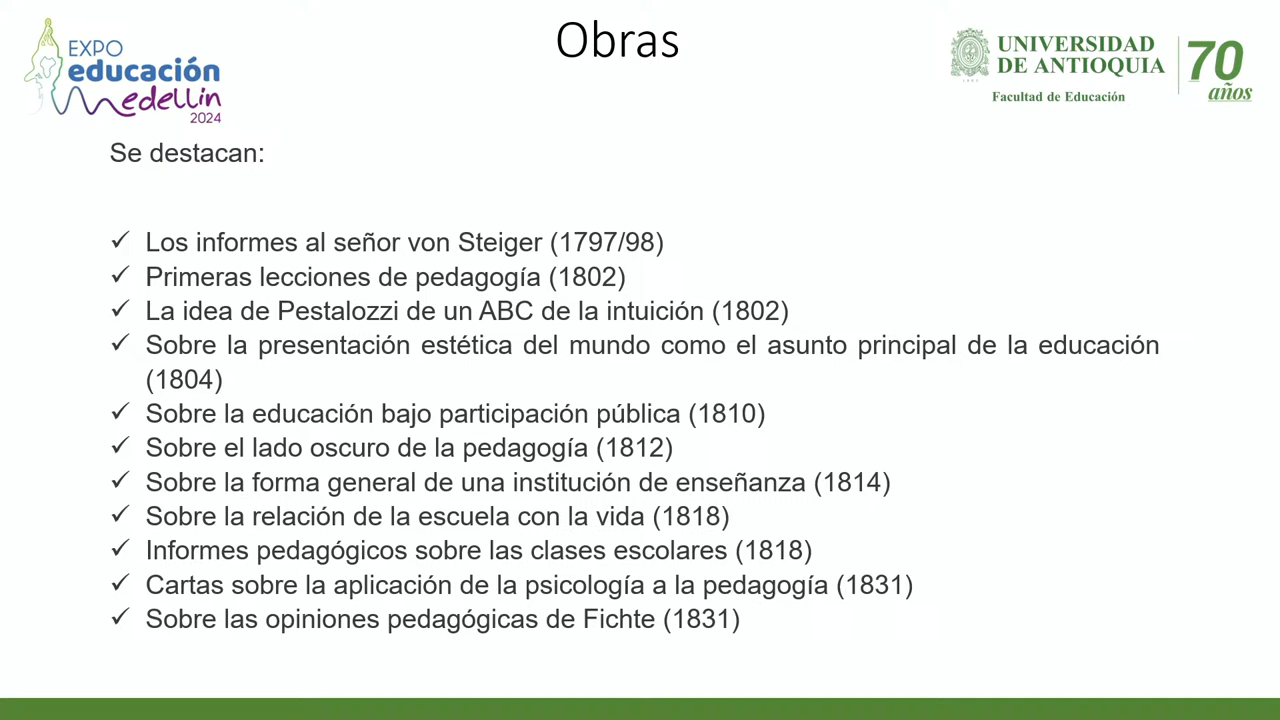 EXPO
educación
Medellín
2024
Obras
UNIVERSIDAD
DE ANTIOQUIA
Facultad de Educación
70
años
Se destacan:
✓ Los informes al señor von Steiger (1797/98)
✓ Primeras lecciones de pedagogía (1802)
✓ La idea de Pestalozzi de un ABC de la intuición (1802)
✓ Sobre la presentación estética del mundo como el asunto principal de la educación
(1804)
✓ Sobre la educación bajo participación pública (1810)
✓ Sobre el lado oscuro de la pedagogía (1812)
✓ Sobre la forma general de una institución de enseñanza (1814)
✓ Sobre la relación de la escuela con la vida (1818)
✓ Informes pedagógicos sobre las clases escolares (1818)
✓ Cartas sobre la aplicación de la psicología a la pedagogía (1831)
✓ Sobre las opiniones pedagógicas de Fichte (1831)